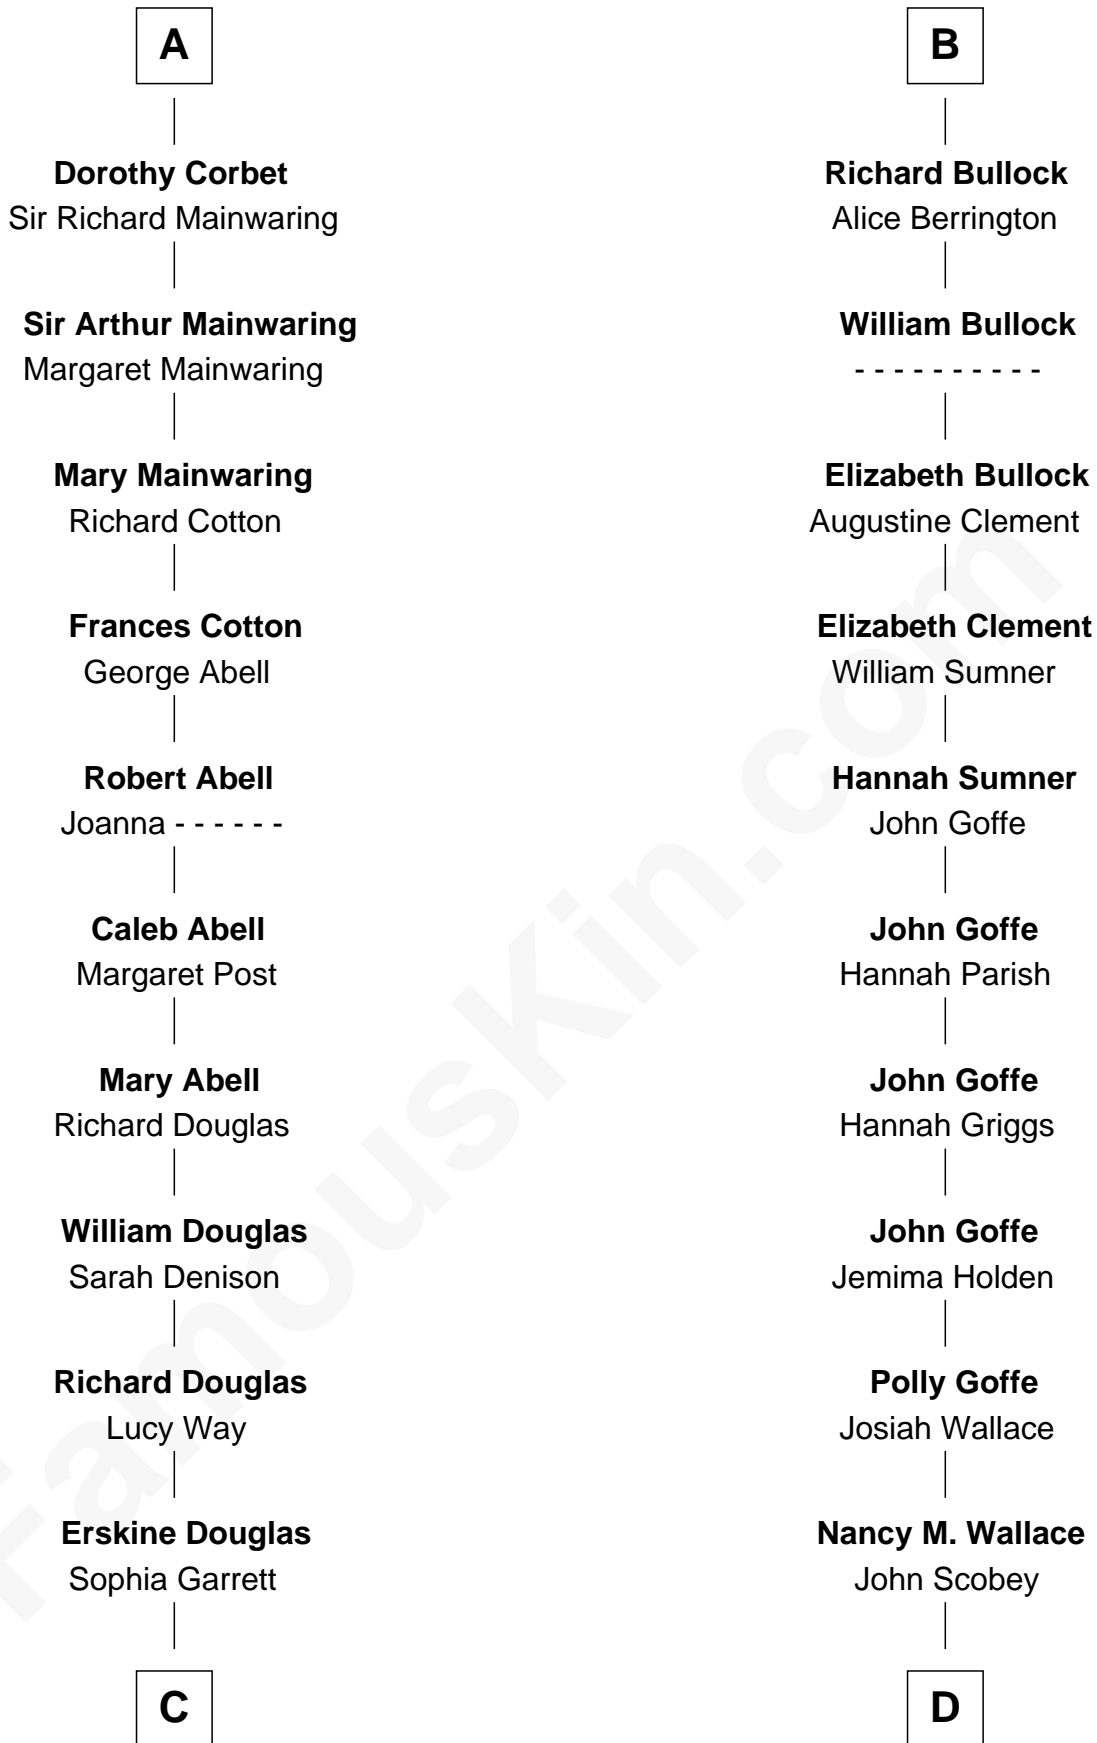 A
Dorothy Corbet
Sir Richard Mainwaring
Sir Arthur Mainwaring
Margaret Mainwaring
Mary Mainwaring
Richard Cotton
Frances Cotton
George Abell
Robert Abell
Joanna - - - - - -
Caleb Abell
Margaret Post
Mary Abell
Richard Douglas
William Douglas
Sarah Denison
Richard Douglas
Lucy Way
Erskine Douglas
Sophia Garrett
C
B
Richard Bullock
Alice Berrington
William Bullock
- - - - - - - - - -
Elizabeth Bullock
Augustine Clement
Elizabeth Clement
William Sumner
Hannah Sumner
John Goffe
John Goffe
Hannah Parish
John Goffe
Hannah Griggs
John Goffe
Jemima Holden
Polly Goffe
Josiah Wallace
Nancy M. Wallace
John Scobey
D
FamousKin.com